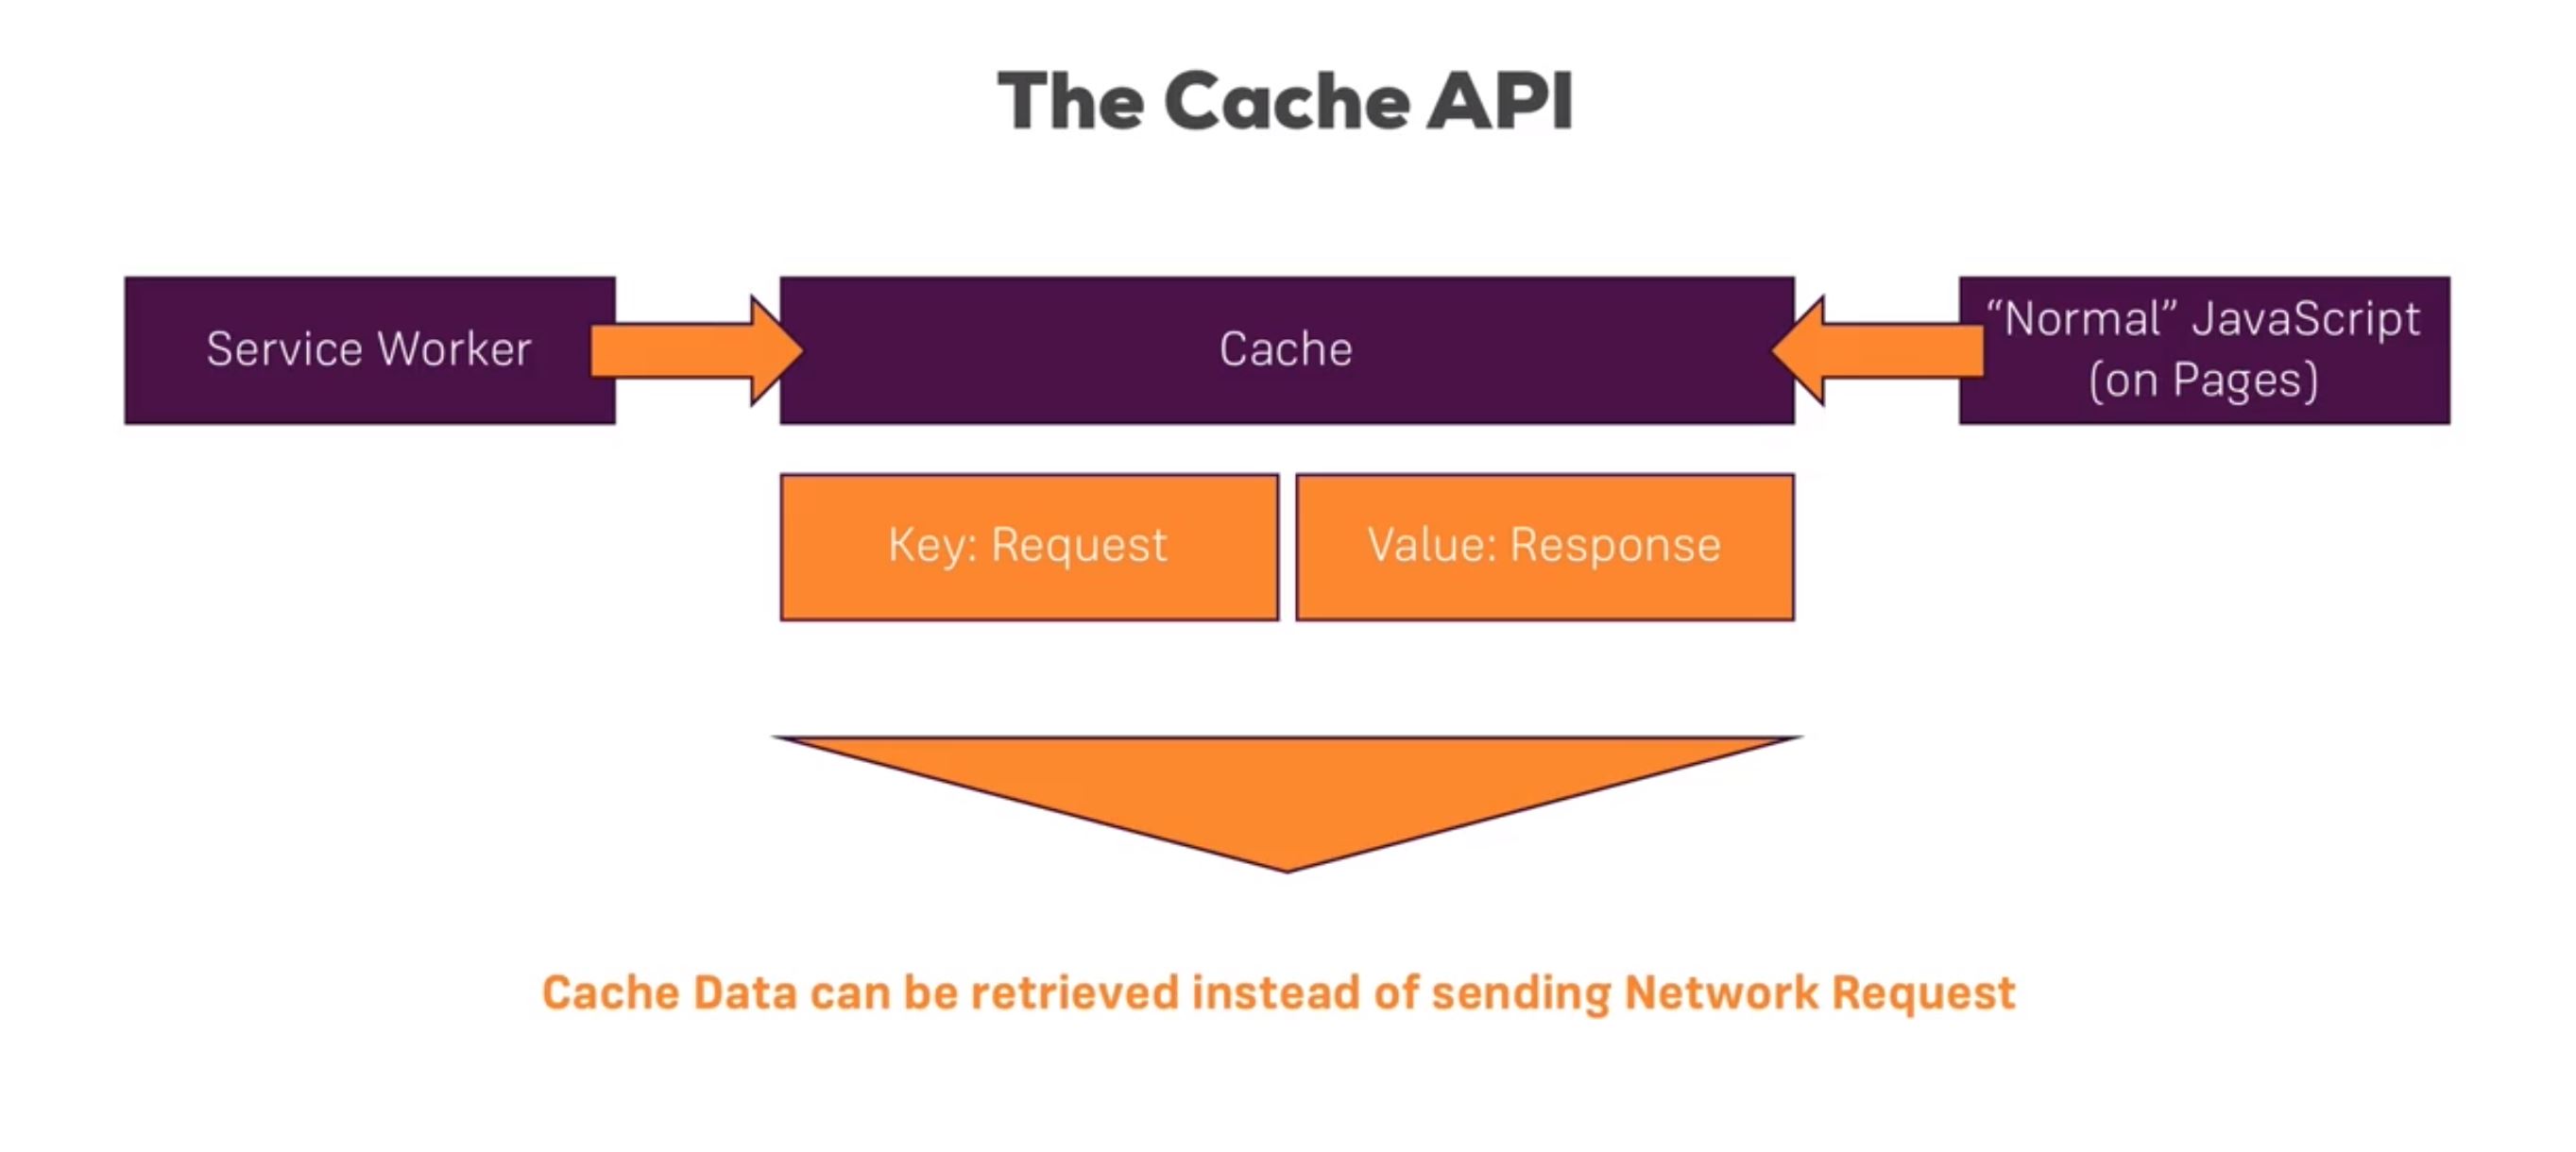 The Cache API
Service Worker
Cache
“Normal” JavaScript
(on Pages)
Key: Request
Value: Response
Cache Data can be retrieved instead of sending Network Request